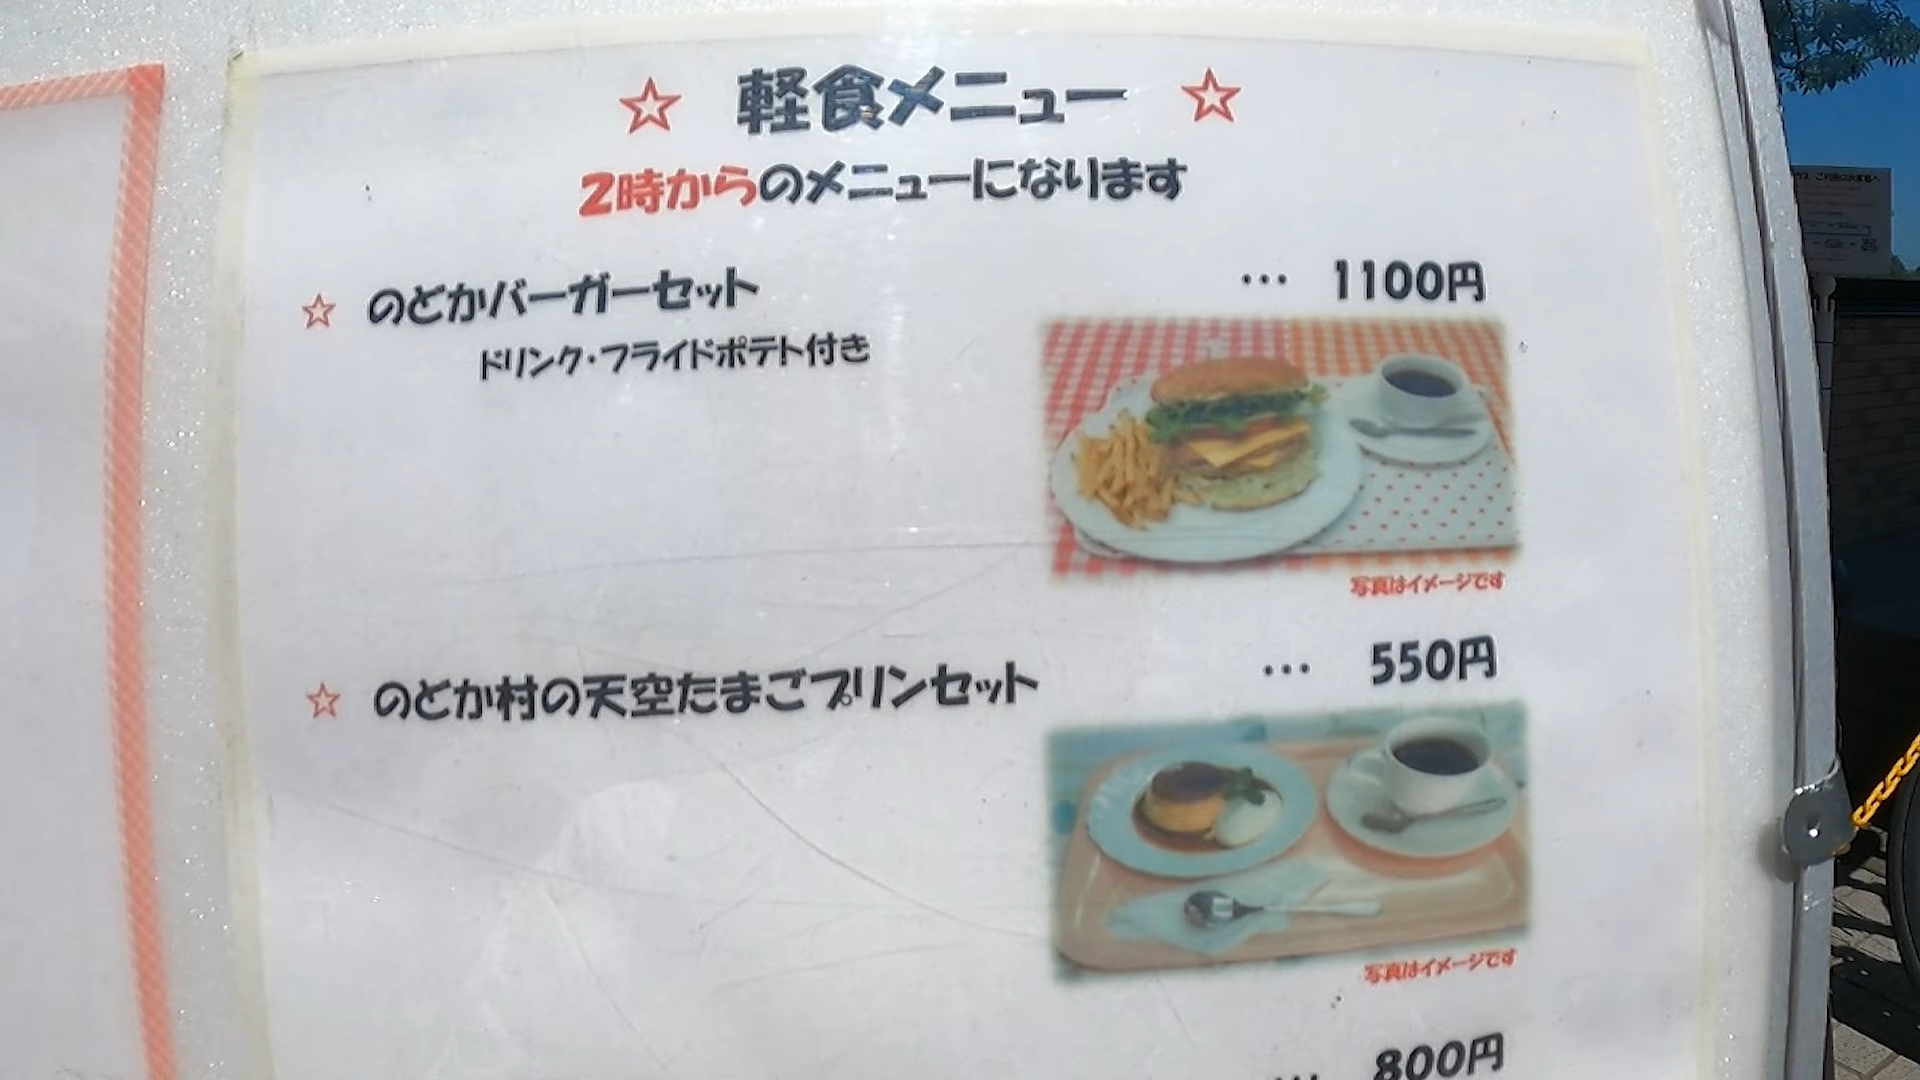 ☆ 軽食メニュー ☆
2時からのメニューになります
☆ のどかバーガーセット … 1100円
ドリンク・フライドポテト付き
写真はイメージです
☆ のどか村の天空たまごプリンセット … 550円
写真はイメージです
… 800円